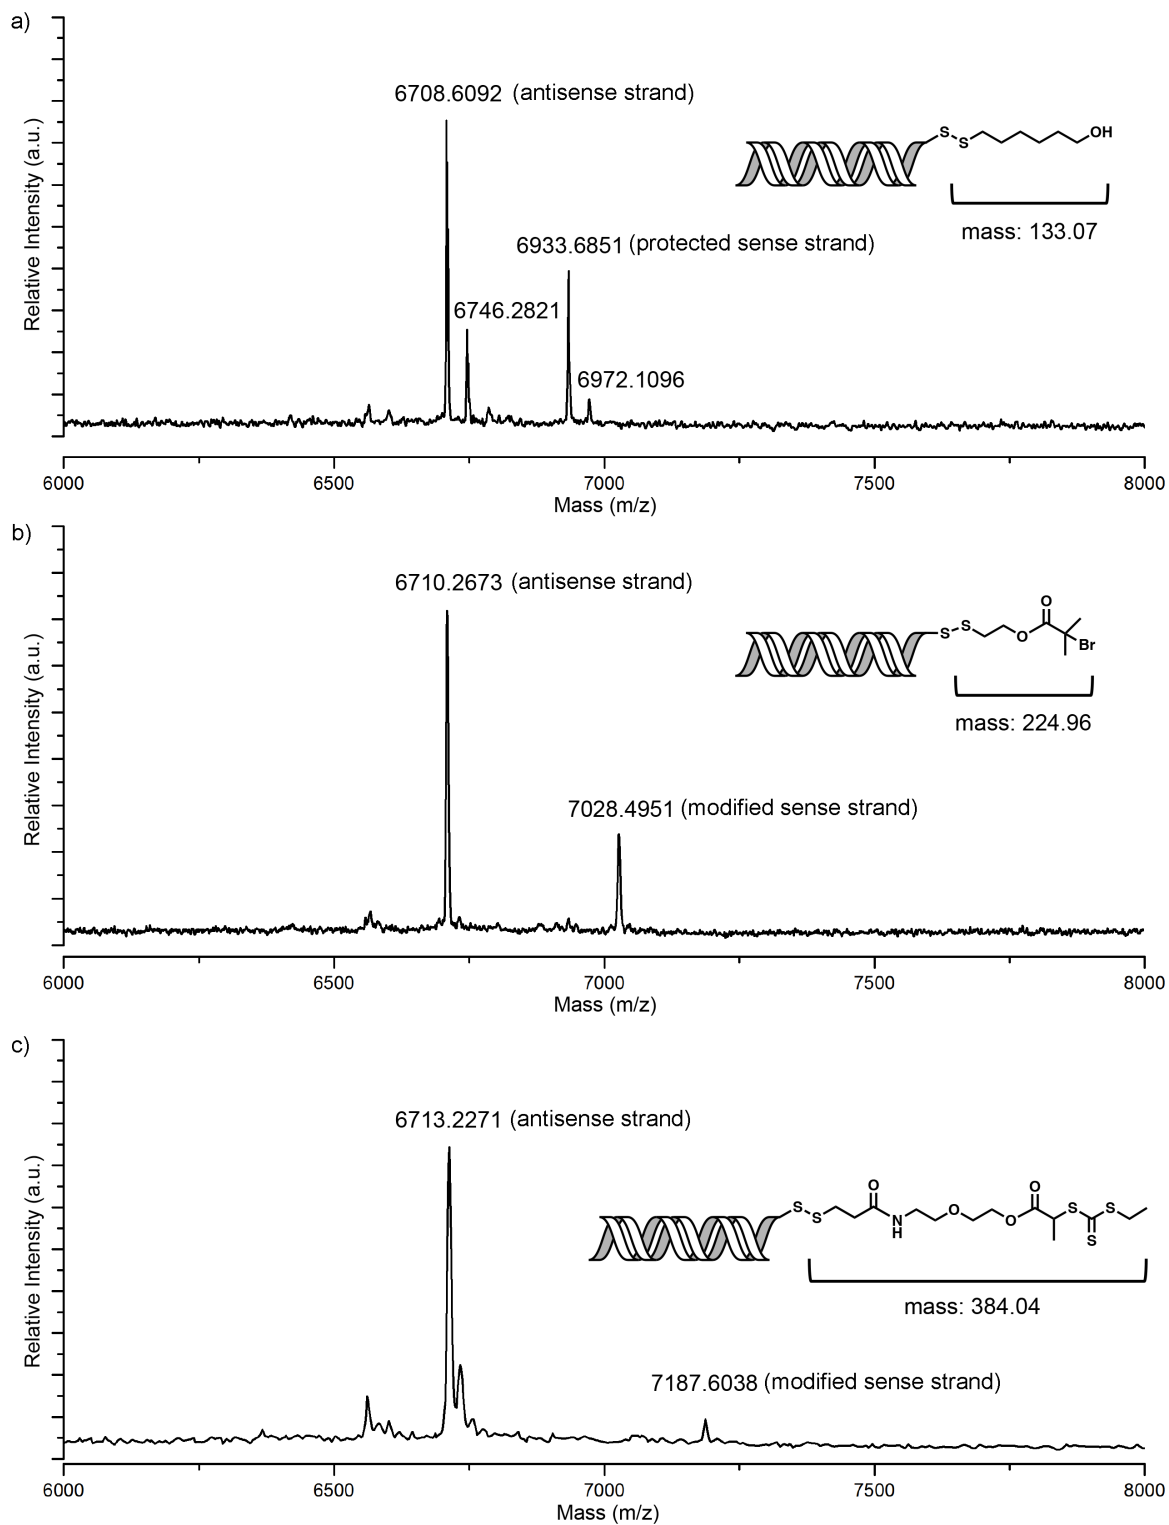 a)
6708.6092 (antisense strand)
S
S
OH
mass: 133.07
6933.6851 (protected sense strand)
6746.2821
6972.1096
Relative Intensity (a.u.)
6000 6500 7000 7500 8000
Mass (m/z)
b)
6710.2673 (antisense strand)
O
S
S
O
Br
mass: 224.96
7028.4951 (modified sense strand)
Relative Intensity (a.u.)
6000 6500 7000 7500 8000
Mass (m/z)
c)
6713.2271 (antisense strand)
O
O
S
S
N
H
O
O
S
S
S
mass: 384.04
7187.6038 (modified sense strand)
Relative Intensity (a.u.)
6000 6500 7000 7500 8000
Mass (m/z)